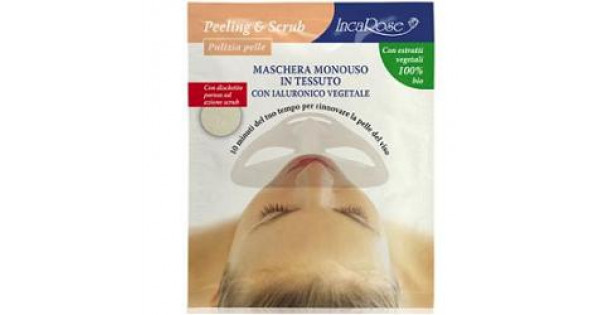 Peeling & Scrub
IncaRose
Pulizia pelle
Con estratti
vegetali
100%
bio
MASCHERA MONOUSO
IN TESSUTO
CON IALURONICO VEGETALE
Con dischetto
poroso ad
azione scrub
10 minuti del tuo tempo per rinnovare la pelle del viso